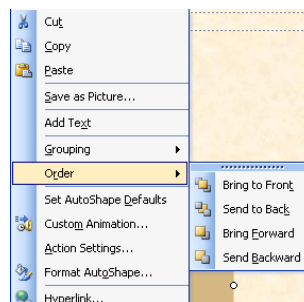 Cut
Copy
Paste
Save as Picture...
Add Text
Grouping
Order
Set AutoShape Defaults
Custom Animation...
Action Settings...
Format AutoShape...
Hyperlink...
Bring to Front
Send to Back
Bring Forward
Send Backward